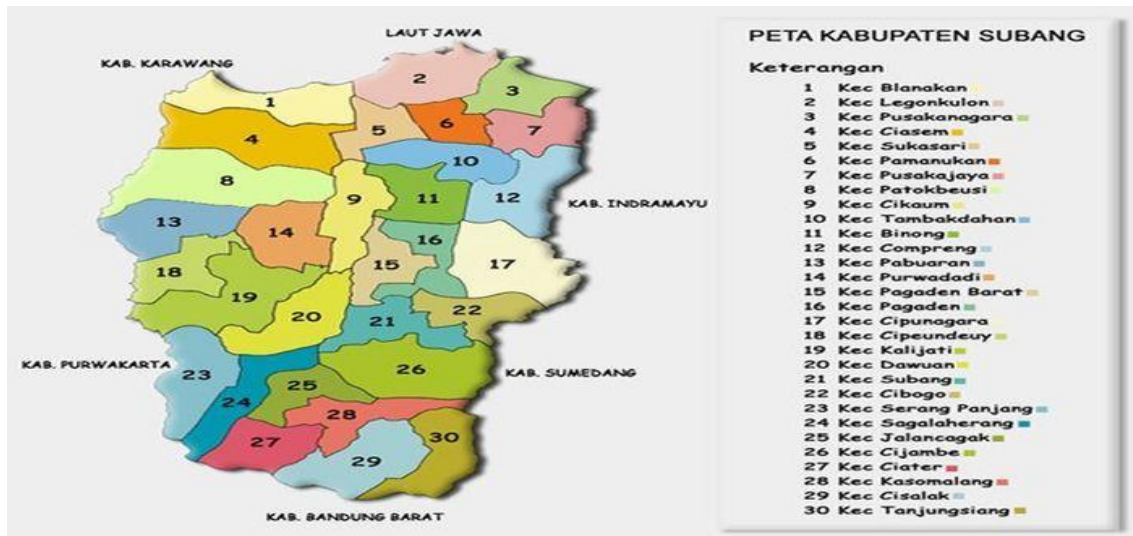 LAUT JAWA
KAB. KARAWANG
2
3
1
4
5
6
7
10
8
9
11
12
KAB. INDRAMAYU
13
14
16
15
17
18
19
20
21
22
KAB. PURWAKARTA
23
26
KAB. SUMEDANG
24
25
28
27
30
29
KAB. BANDUNG BARAT
PETA KABUPATEN SUBANG
Keterangan
1 Kec Blanakan
2 Kec Legonkulon
3 Kec Pusakanagara
4 Kec Ciasem
5 Kec Sukasari
6 Kec Pamanukan
7 Kec Pusakajaya
8 Kec Patokbeusi
9 Kec Cikaum
10 Kec Tambakdahan
11 Kec Binong
12 Kec Compreng
13 Kec Pabuaran
14 Kec Purwadadi
15 Kec Pagaden Barat
16 Kec Pagaden
17 Kec Cipunagara
18 Kec Cipeundeuy
19 Kec Kalijati
20 Kec Dawuan
21 Kec Subang
22 Kec Cibogo
23 Kec Serang Panjang
24 Kec Sagalaherang
25 Kec Jalancagak
26 Kec Cijambe
27 Kec Ciater
28 Kec Kasomalang
29 Kec Cisalak
30 Kec Tanjungsiang